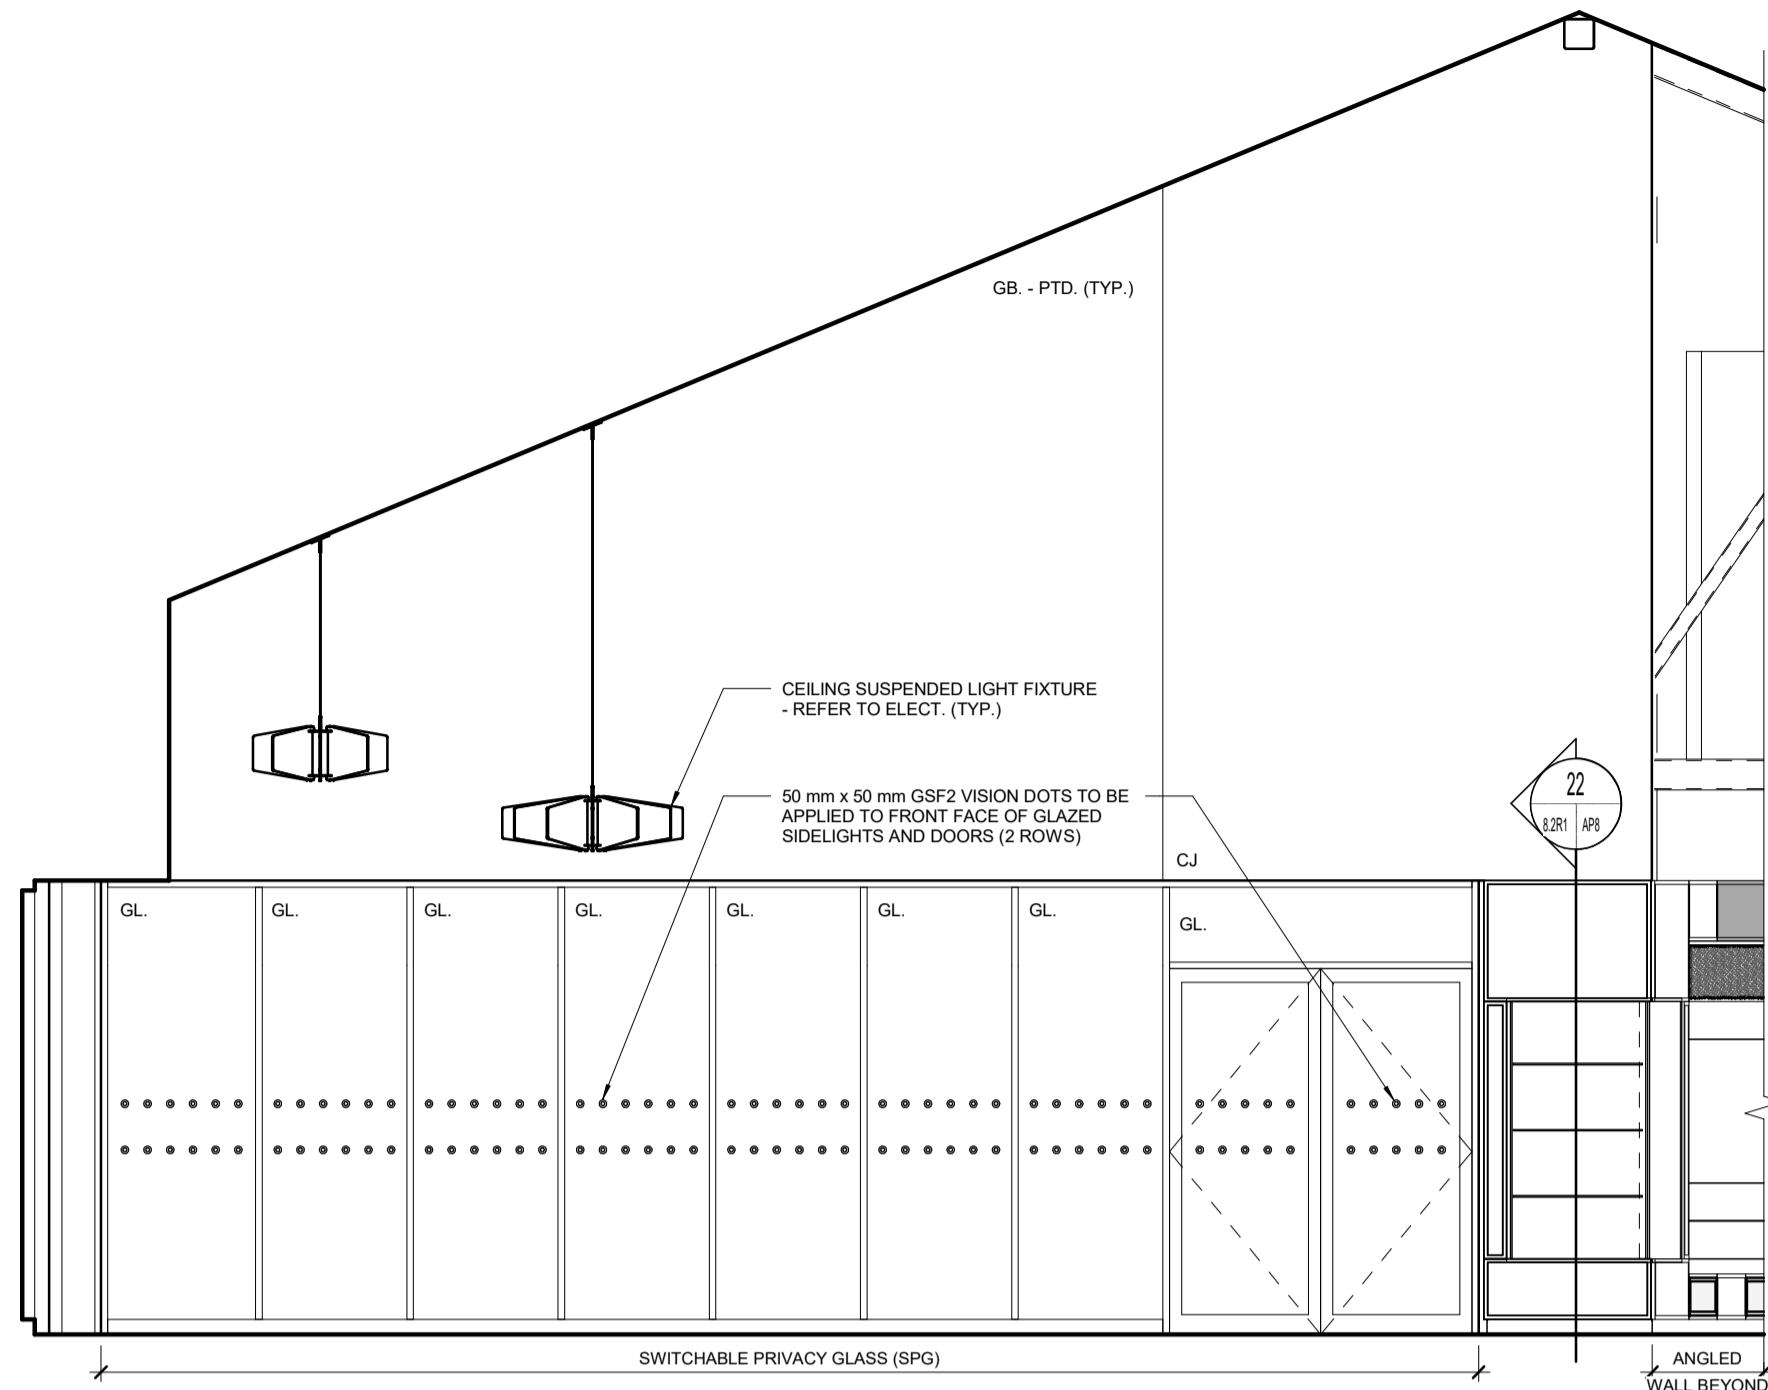 GB. - PTD. (TYP.)
CEILING SUSPENDED LIGHT FIXTURE
- REFER TO ELECT. (TYP.)
50 mm x 50 mm GSF2 VISION DOTS TO BE
APPLIED TO FRONT FACE OF GLAZED
SIDELIGHTS AND DOORS (2 ROWS)
22
8.2R1 AP8
CJ
GL. GL. GL. GL. GL. GL. GL. GL.
SWITCHABLE PRIVACY GLASS (SPG)
ANGLED
WALL BEYOND